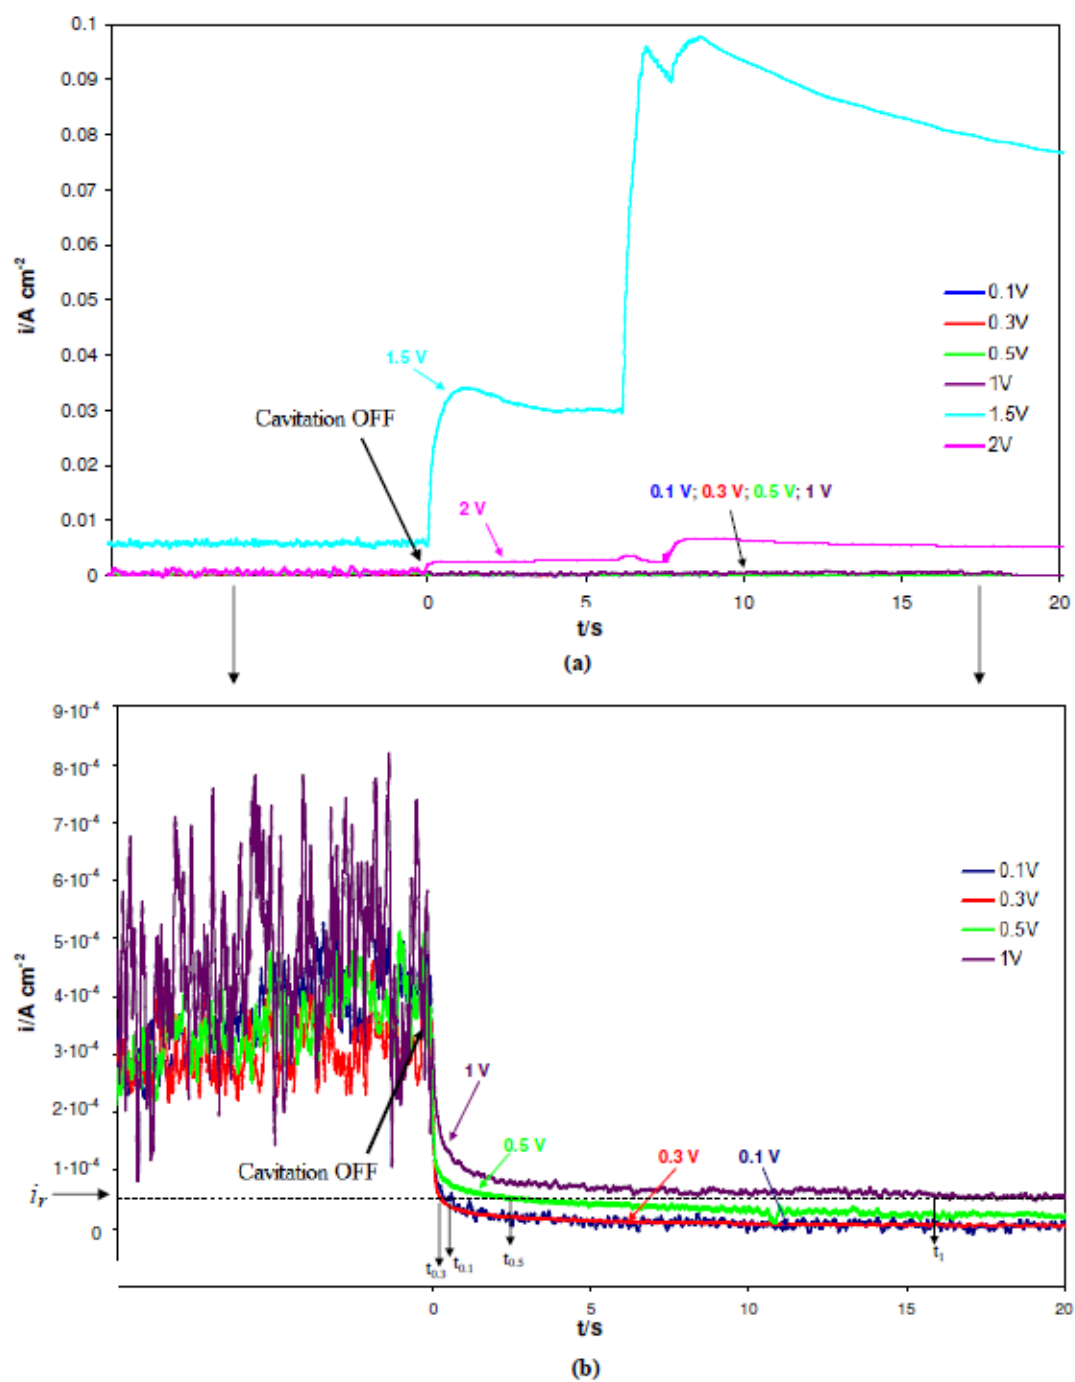 0.1
0.09
0.08
0.07
0.06
0.05
0.04
0.03
0.02
0.01
0
i/A cm-2
1.5 V
Cavitation OFF
2 V
0.1 V; 0.3 V; 0.5 V; 1 V
0.1V
0.3V
0.5V
1V
1.5V
2V
0 5 10 15 20
t/s
(a)
9·10-4
8·10-4
7·10-4
6·10-4
5·10-4
4·10-4
3·10-4
2·10-4
1·10-4
0
i/A cm-2
ir
0.1V
0.3V
0.5V
1V
1 V
0.5 V
0.3 V 0.1 V
Cavitation OFF
t0.3 t0.1 t0.5 t1
0 5 10 15 20
t/s
(b)